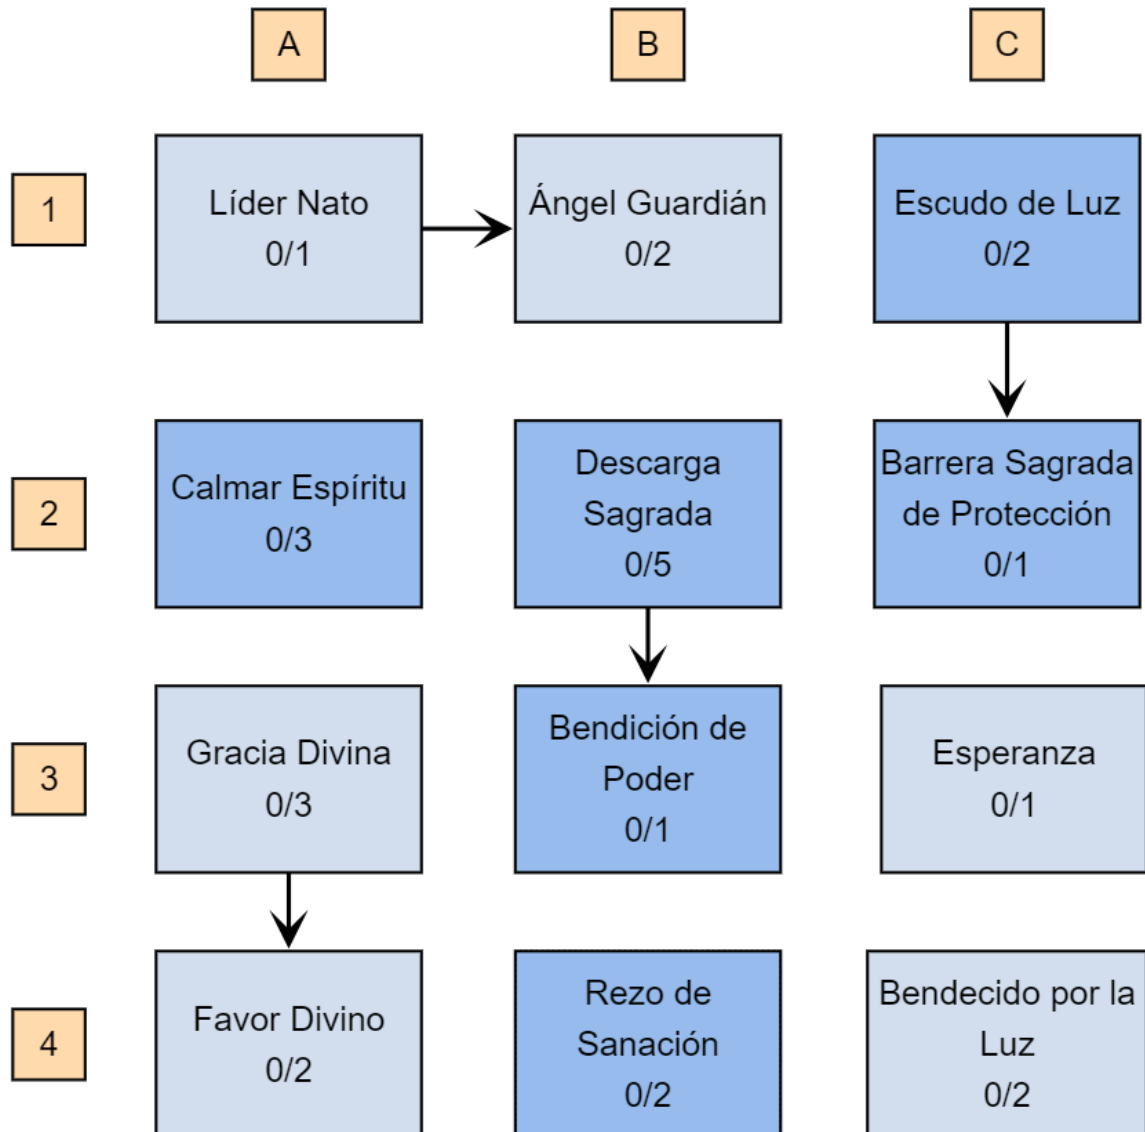 A
B
C
1
Líder Nato
0/1
Ángel Guardián
0/2
Escudo de Luz
0/2
2
Calmar Espíritu
0/3
Descarga
Sagrada
0/5
Barrera Sagrada
de Protección
0/1
3
Gracia Divina
0/3
Bendición de
Poder
0/1
Esperanza
0/1
4
Favor Divino
0/2
Rezo de
Sanación
0/2
Bendecido por la
Luz
0/2